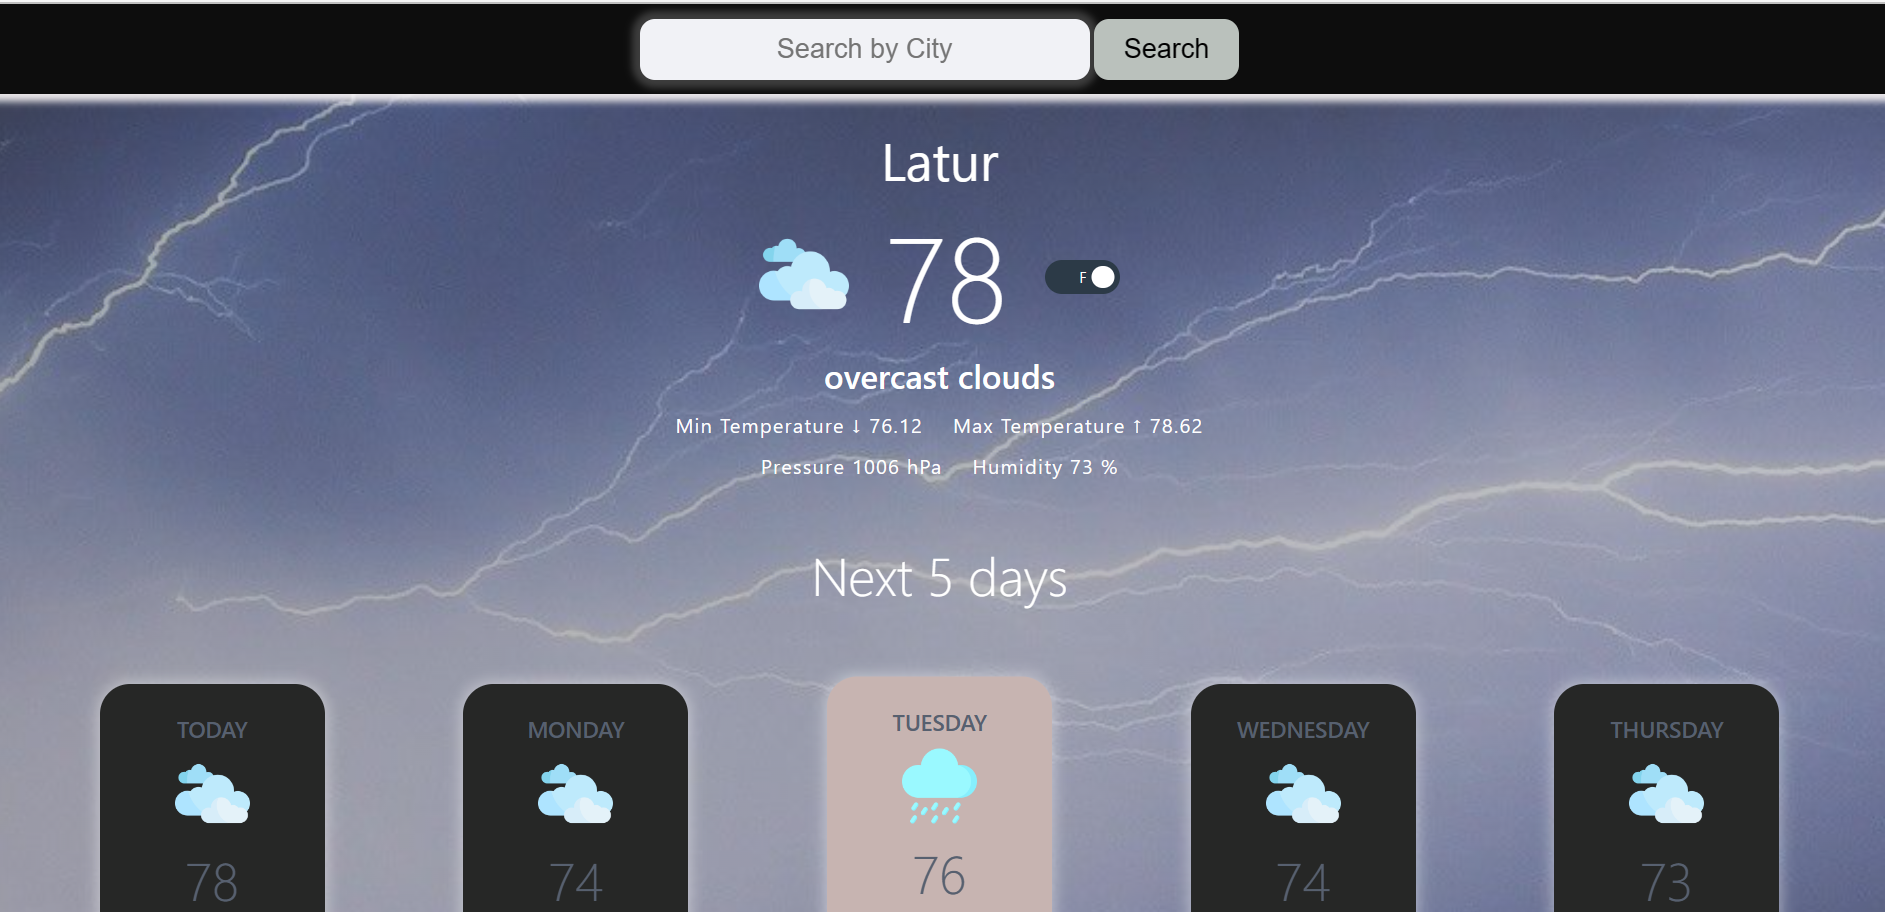 Search by City Search
Latur
78 F
overcast clouds
Min Temperature ↓ 76.12 Max Temperature ↑ 78.62
Pressure 1006 hPa Humidity 73 %
Next 5 days
TODAY MONDAY TUESDAY WEDNESDAY THURSDAY
78 74 76 74 73